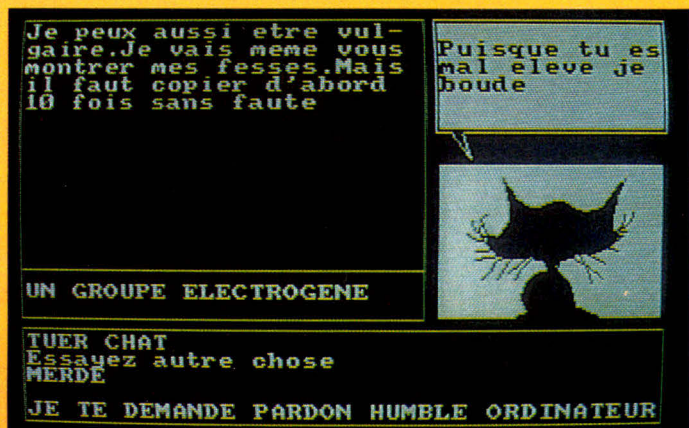 Je peux aussi etre vul-
gaire.Je vais meme vous
montrer mes fesses.Mais
il faut copier d'abord
10 fois sans faute
Puisque tu es
mal eleve je
boude
UN GROUPE ELECTROGENE
TUER CHAT
Essayez autre chose
MERDE
JE TE DEMANDE PARDON HUMBLE ORDINATEUR